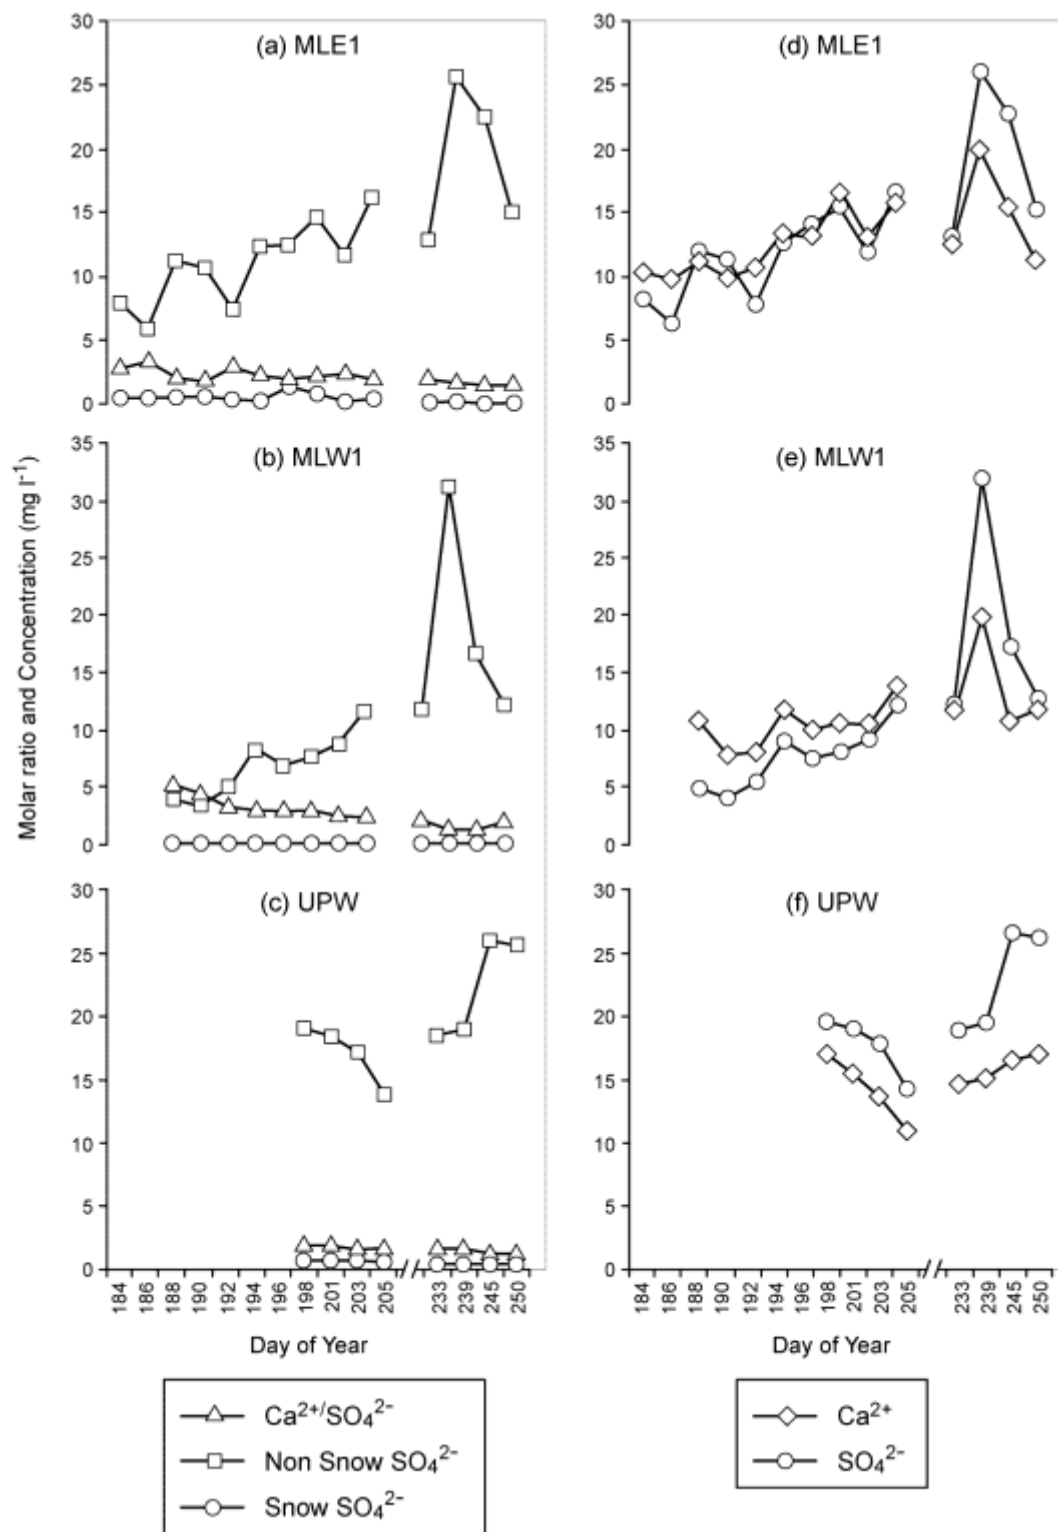 30
25
20
15
10
5
0
(a) MLE1
30
25
20
15
10
5
0
(d) MLE1
Molar ratio and Concentration (mg l⁻¹)
35
30
25
20
15
10
5
0
(b) MLW1
35
30
25
20
15
10
5
0
(e) MLW1
30
25
20
15
10
5
0
(c) UPW
30
25
20
15
10
5
0
(f) UPW
184 186 188 190 192 194 196 198 201 203 205 233 239 245 250
184 186 188 190 192 194 196 198 201 203 205 233 239 245 250
Day of Year
Day of Year
Ca²⁺/SO₄²⁻
Non Snow SO₄²⁻
Snow SO₄²⁻
Ca²⁺
SO₄²⁻